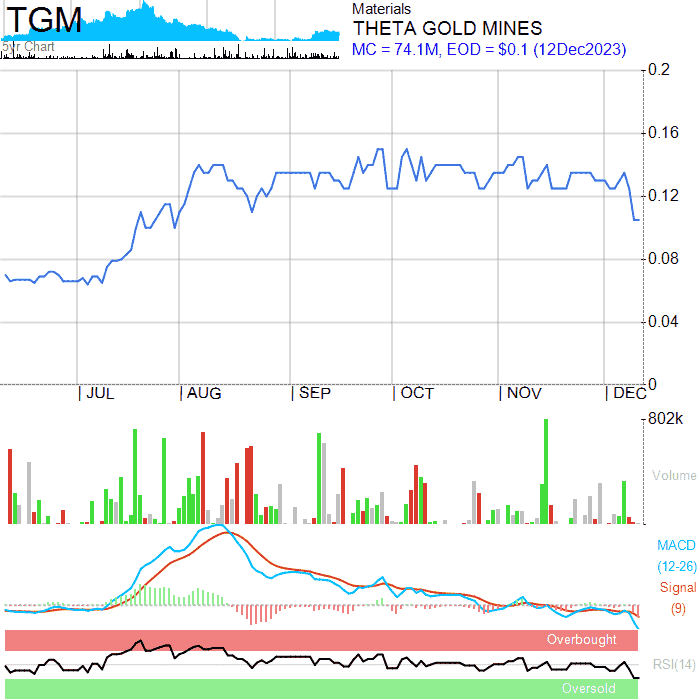 TGM
5yr Chart
Materials
THETA GOLD MINES
MC = 74.1M, EOD = $0.1 (12Dec2023)
0.2
0.16
0.12
0.08
0.04
0
JUL
AUG
SEP
OCT
NOV
DEC
802k
Volume
MACD
(12-26)
Signal
(9)
Overbought
RSI(14)
Oversold